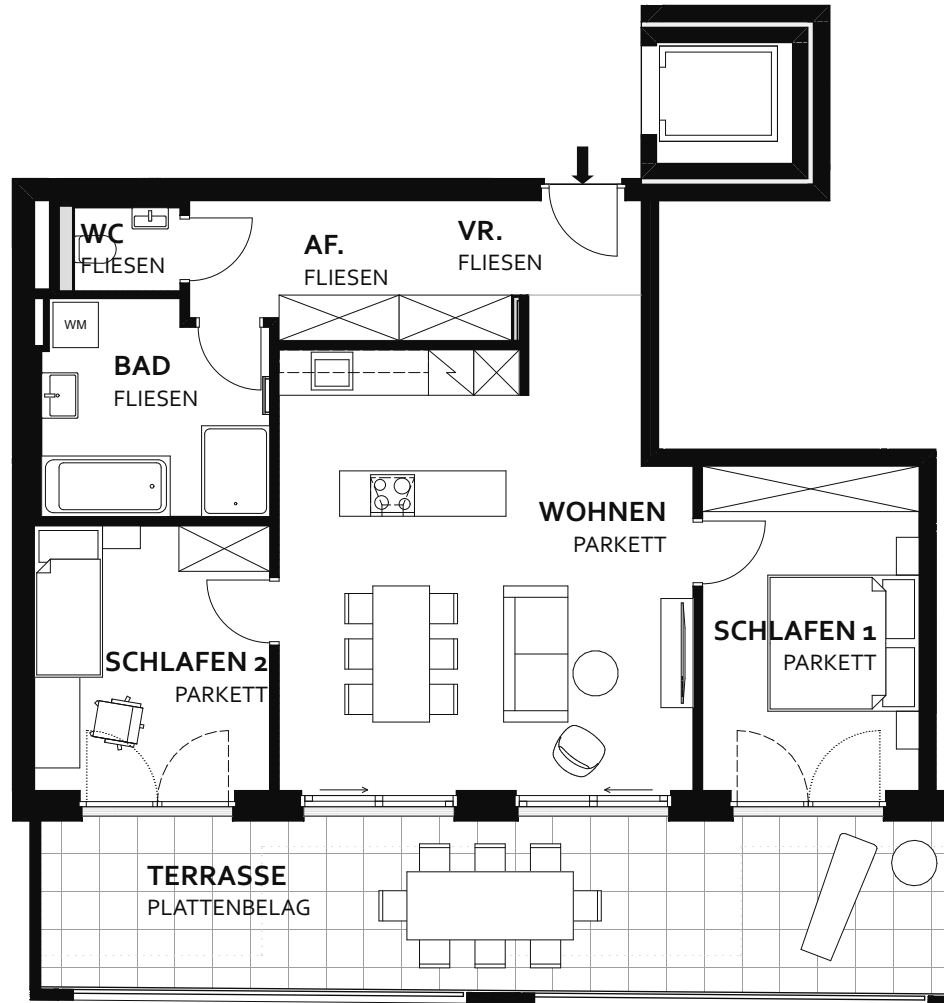 WC
FLIESEN
AF.
FLIESEN
VR.
FLIESEN
WM
BAD
FLIESEN
WOHNEN
PARKETT
SCHLAFEN 1
PARKETT
SCHLAFEN 2
PARKETT
TERRASSE
PLATTENBELAG